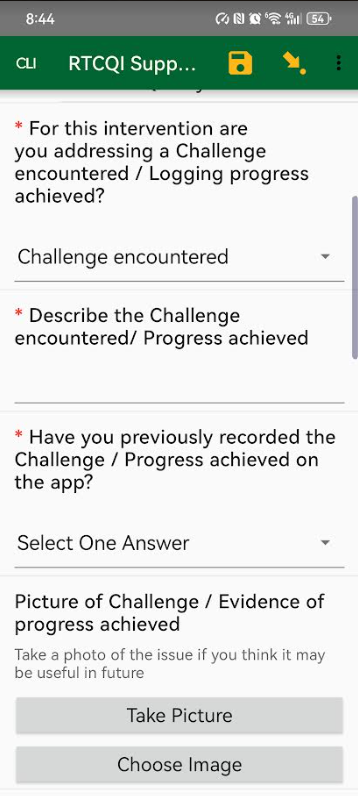 8:44
54
CLI RTCQI Supp...
* For this intervention are
you addressing a Challenge
encountered / Logging progress
achieved?
Challenge encountered
* Describe the Challenge
encountered/ Progress achieved
* Have you previously recorded the
Challenge / Progress achieved on
the app?
Select One Answer
Picture of Challenge / Evidence of
progress achieved
Take a photo of the issue if you think it may
be useful in future
Take Picture
Choose Image